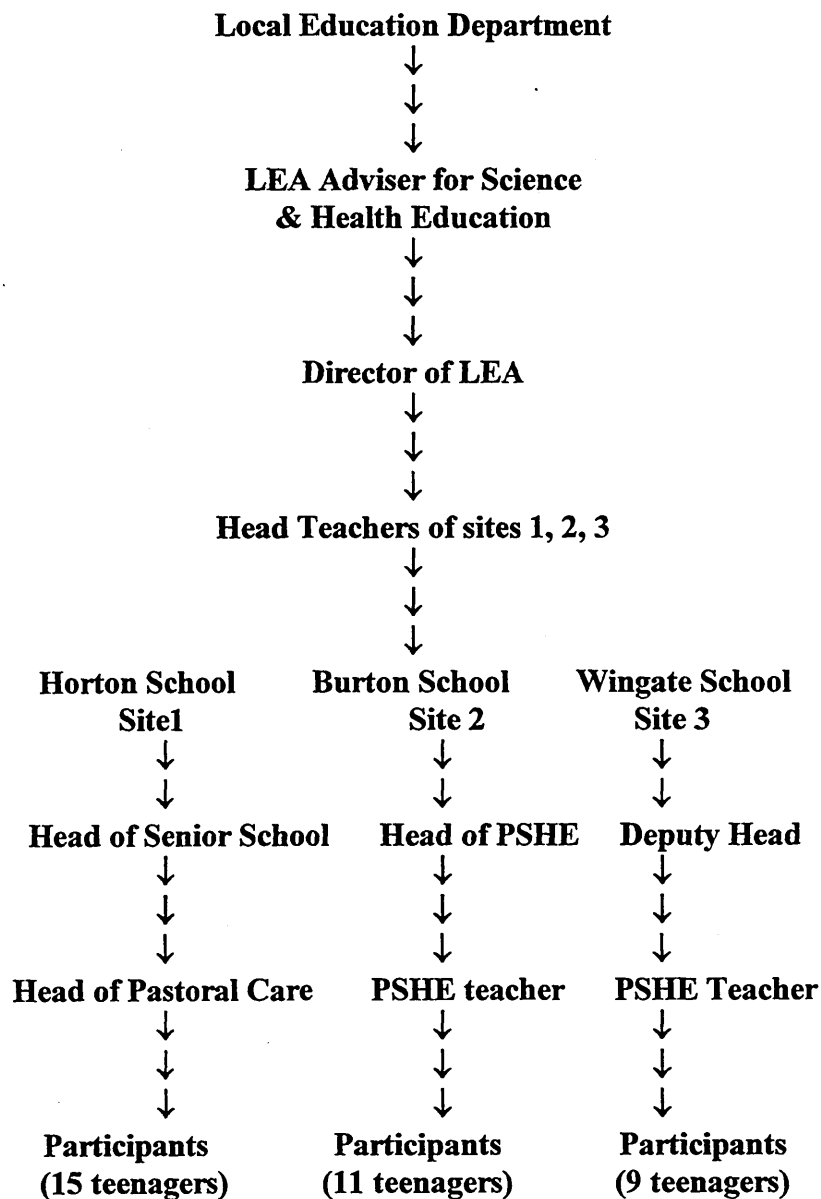 Local Education Department
LEA Adviser for Science
& Health Education
Director of LEA
Head Teachers of sites 1, 2, 3
Horton School Burton School Wingate School
Site1 Site 2 Site 3
Head of Senior School Head of PSHE Deputy Head
Head of Pastoral Care PSHE teacher PSHE Teacher
Participants Participants Participants
(15 teenagers) (11 teenagers) (9 teenagers)